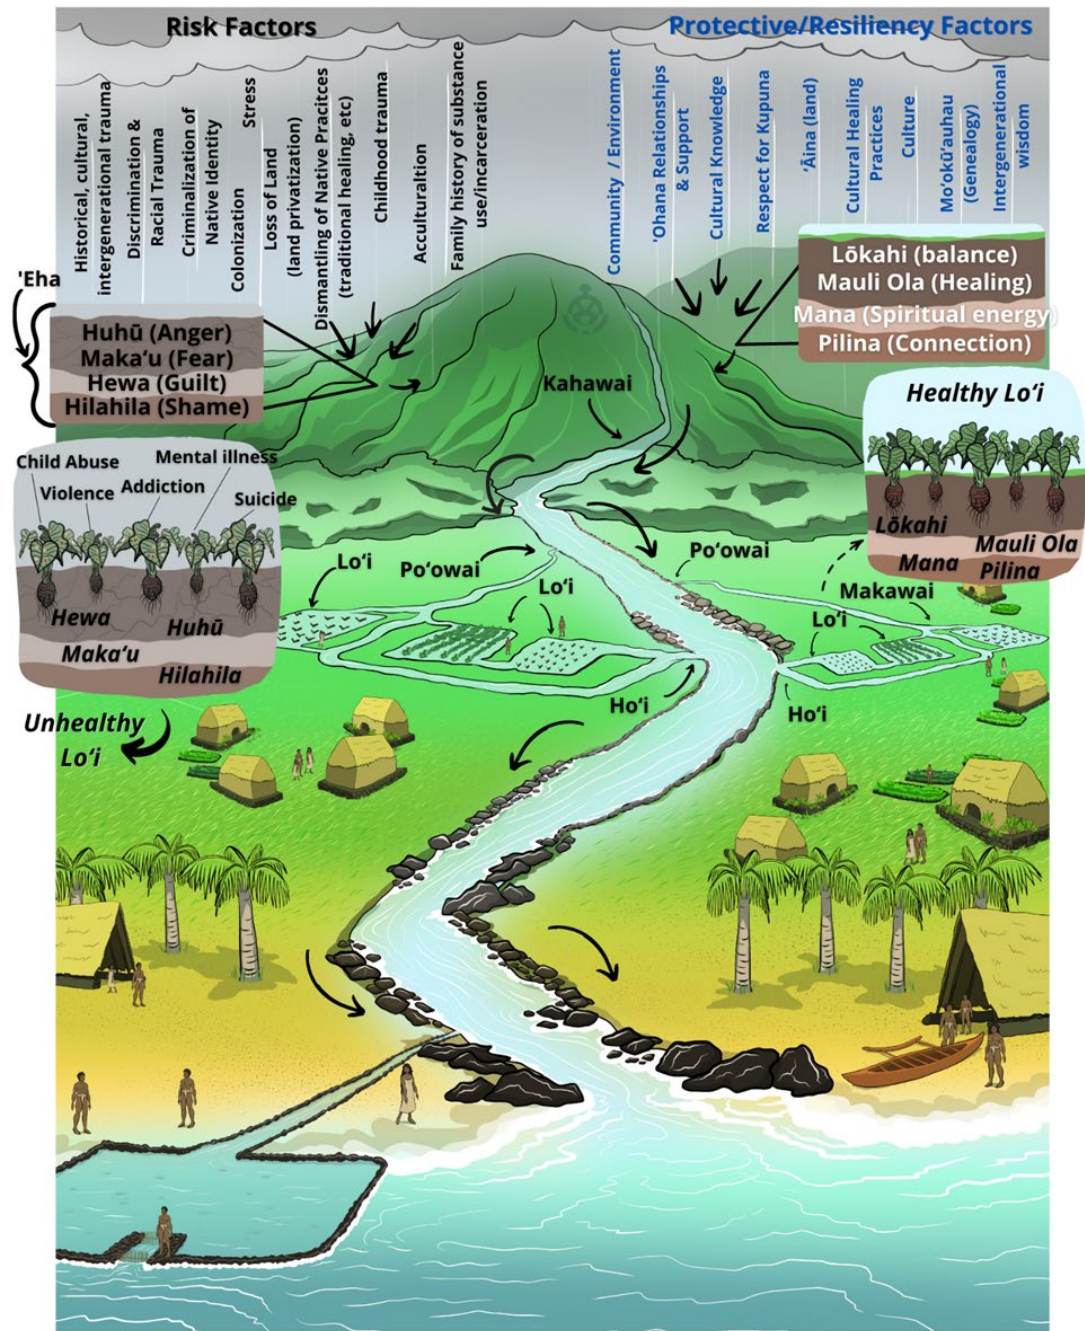 Risk Factors
Protective/Resiliency Factors
Historical, cultural,
intergenerational trauma
Discrimination &
Racial Trauma
Criminalization of
Native Identity
Colonization
Stress
Loss of Land
(land privatization)
Dismantling of Native Pracitces
(traditional healing, etc)
Childhood trauma
Acculturaition
Family history of substance
use/incarceration
Community / Environment
'Ohana Relationships
& Support
Cultural Knowledge
Respect for Kupuna
ʻĀina (land)
Cultural Healing
Practices
Culture
Moʻokūʻauhau
(Genealogy)
Intergenerational
wisdom
'Eha
Huhū (Anger)
Makaʻu (Fear)
Hewa (Guilt)
Hilahila (Shame)
Lōkahi (balance)
Mauli Ola (Healing)
Mana (Spiritual energy)
Pilina (Connection)
Kahawai
Child Abuse
Mental illness
Violence
Addiction
Suicide
Hewa
Huhū
Makaʻu
Hilahila
Unhealthy
Loʻi
Healthy Loʻi
Lōkahi
Mauli Ola
Mana
Pilina
Loʻi
Poʻowai
Loʻi
Poʻowai
Makawai
Loʻi
Hoʻi
Hoʻi